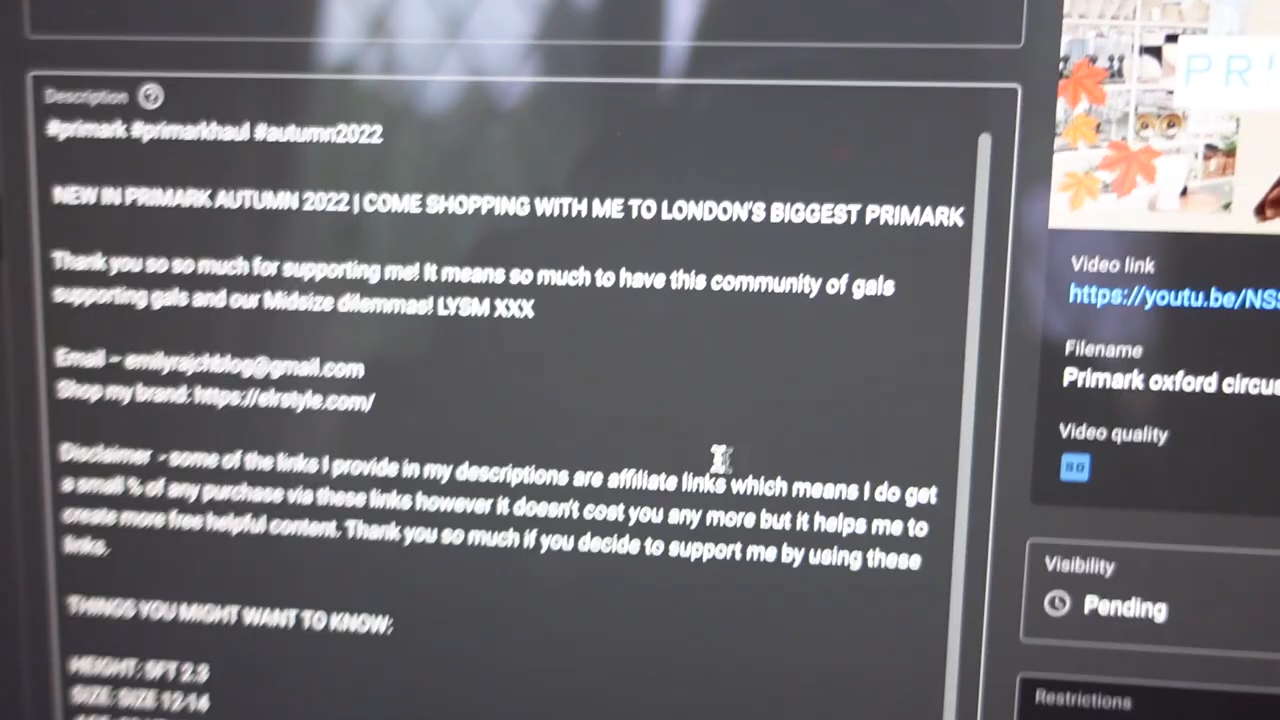 Description
#primark #primarkhaul #autumn2022
NEW IN PRIMARK AUTUMN 2022 | COME SHOPPING WITH ME TO LONDON'S BIGGEST PRIMARK
Thank you so so much for supporting me! It means so much to have this community of gals
supporting gals and our Midsize dilemmas! LYSM XXX
Email - emilyrajchblog@gmail.com
Shop my brand: https://elrstyle.com/
Disclaimer - some of the links I provide in my descriptions are affiliate links which means I do get
a small % of any purchase via these links however it doesn't cost you any more but it helps me to
create more free helpful content. Thank you so much if you decide to support me by using these
links.
THINGS YOU MIGHT WANT TO KNOW;
HEIGHT: 5FT 2.3
SIZE: SIZE 12-14
PRI
Video link
https://youtu.be/NS
Filename
Primark oxford circus
Video quality
SD
Visibility
Pending
Restrictions